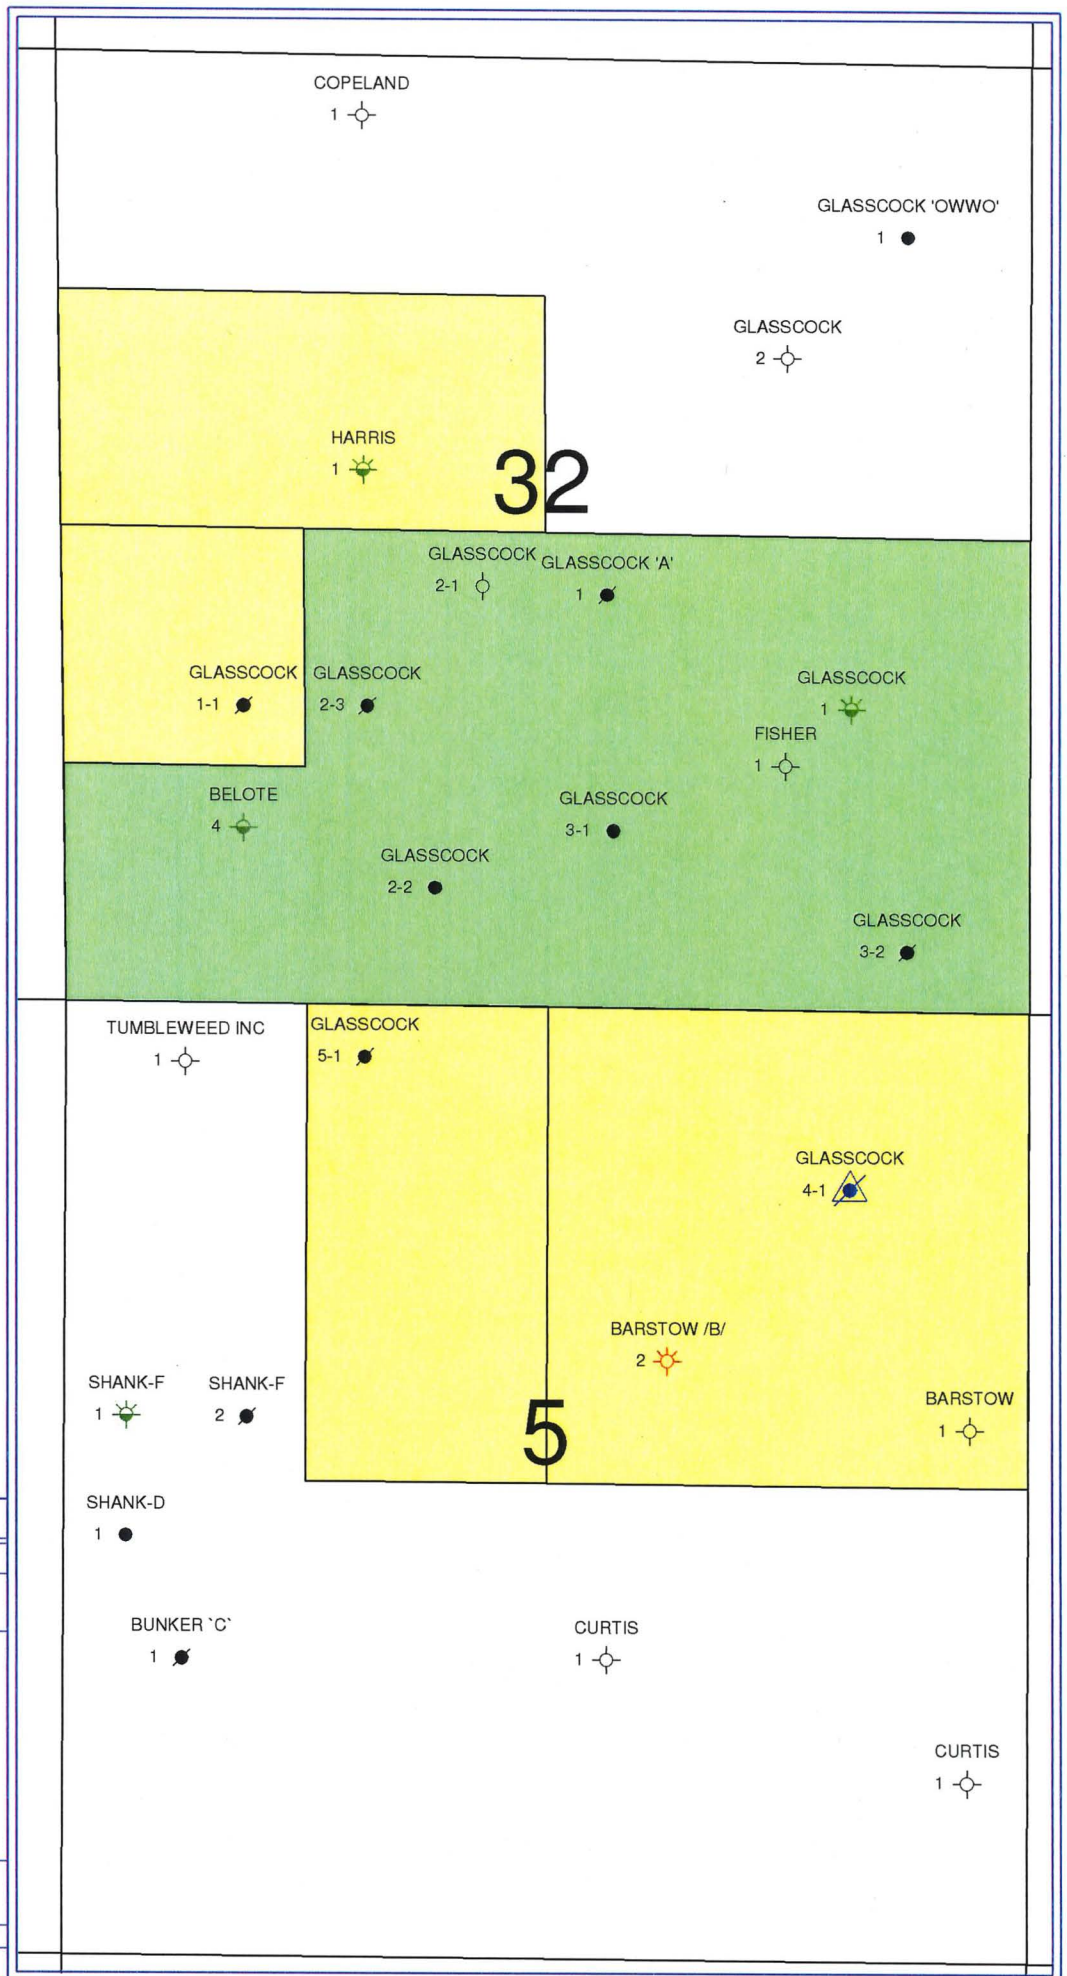 COPELAND
1
GLASSCOCK 'OWWO'
1
GLASSCOCK
2
HARRIS
1
32
GLASSCOCK
2-1
GLASSCOCK 'A'
1
GLASSCOCK
1-1
GLASSCOCK
2-3
GLASSCOCK
1
FISHER
1
BELOTE
4
GLASSCOCK
3-1
GLASSCOCK
2-2
GLASSCOCK
3-2
TUMBLEWEED INC
1
GLASSCOCK
5-1
GLASSCOCK
4-1
BARSTOW /B/
2
SHANK-F
1
SHANK-F
2
BARSTOW
1
5
SHANK-D
1
BUNKER `C`
1
CURTIS
1
CURTIS
1